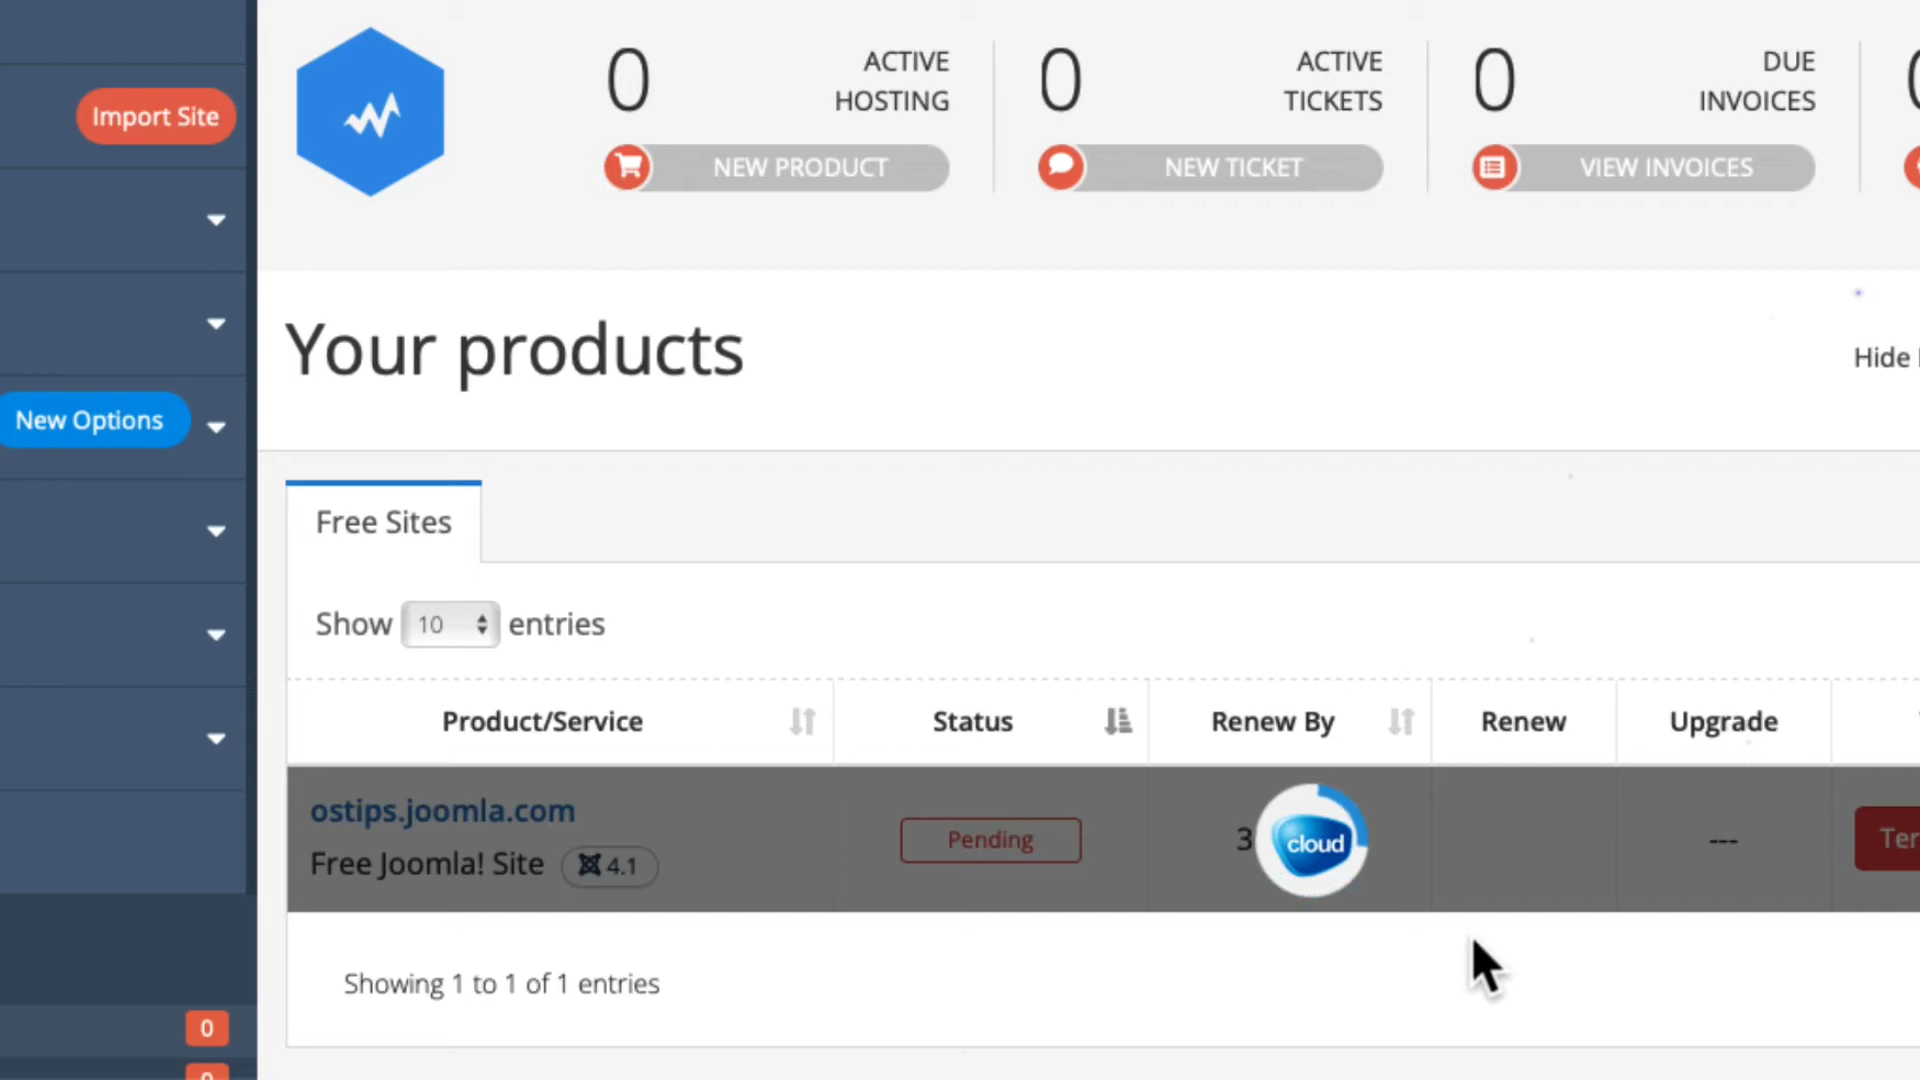 Import Site
New Options
0
0 ACTIVE HOSTING
NEW PRODUCT
0 ACTIVE TICKETS
NEW TICKET
0 DUE INVOICES
VIEW INVOICES
Your products
Hide
Free Sites
Show 10 entries
Product/Service Status Renew By Renew Upgrade
ostips.joomla.com
Free Joomla! Site 4.1
Pending
3
cloud
---
Ter
Showing 1 to 1 of 1 entries